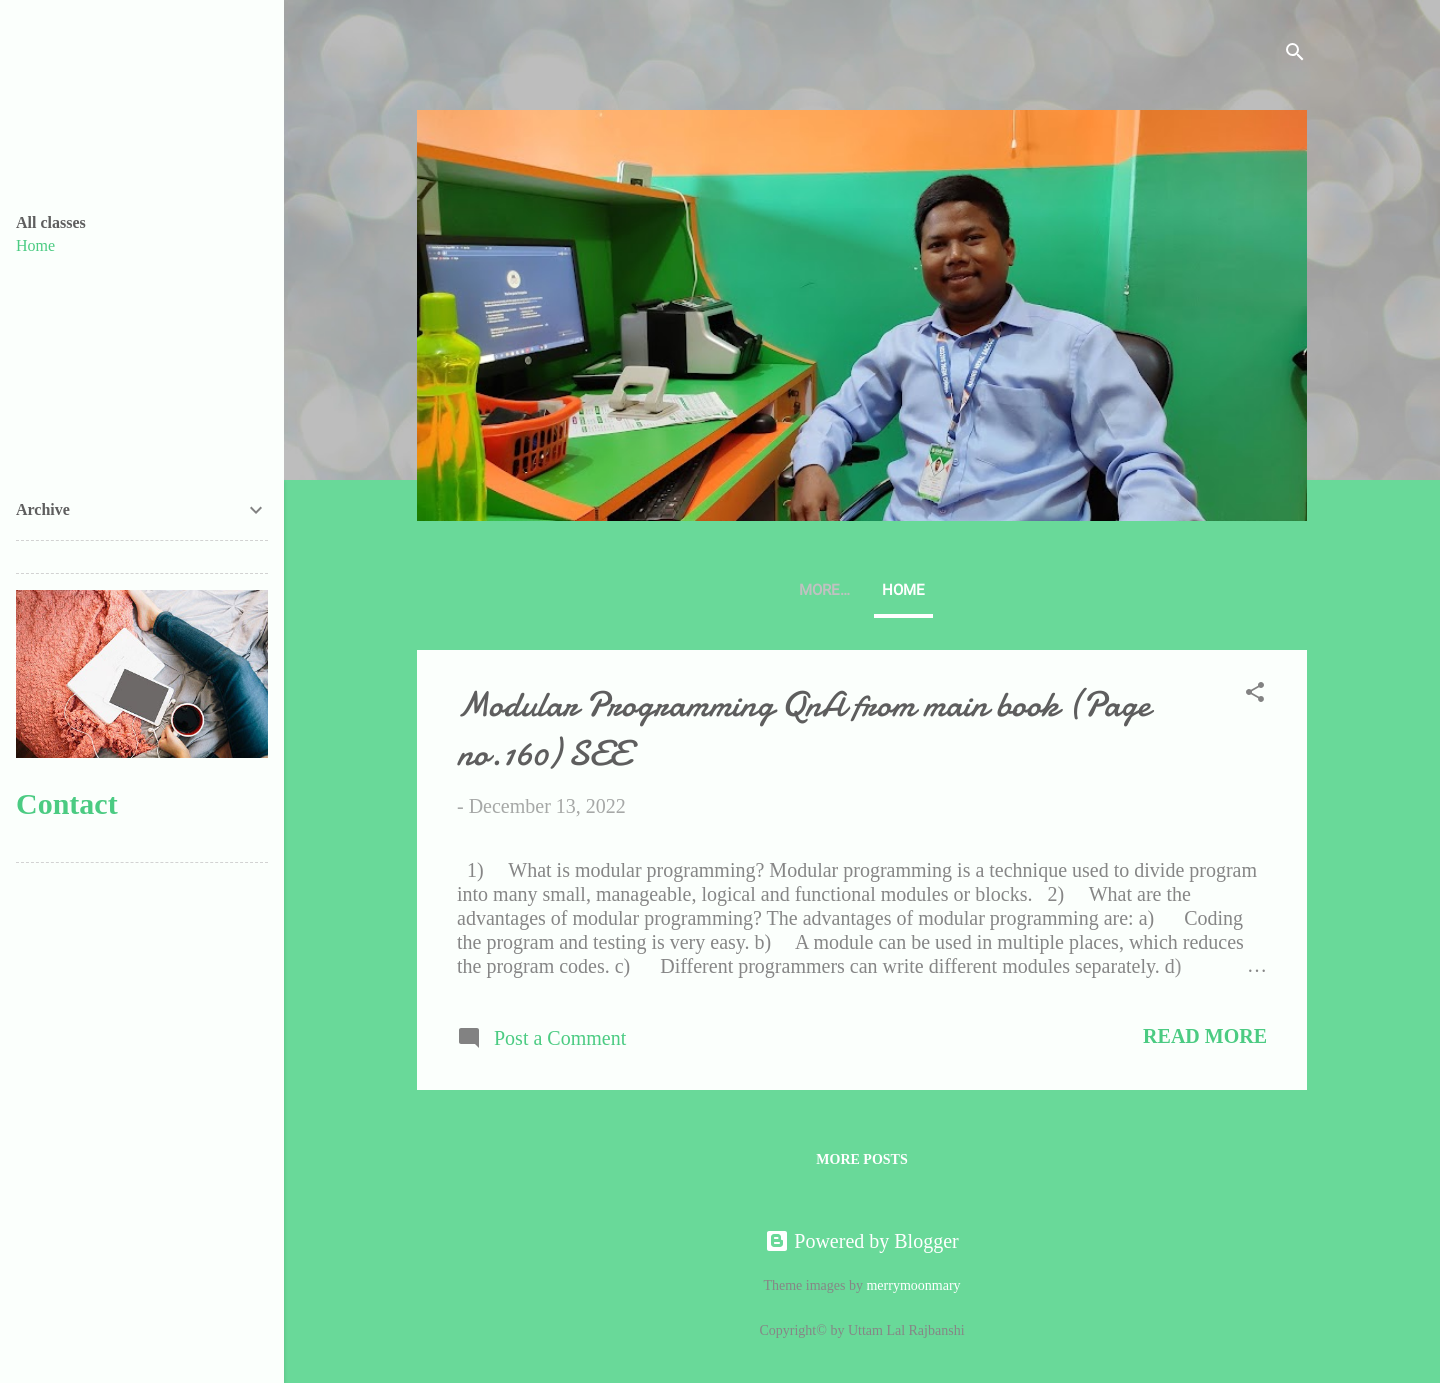 All classes
Home
Archive
Contact
MORE…
HOME
Modular Programming QnA from main book (Page
no.160) SEE
- December 13, 2022
1) What is modular programming? Modular programming is a technique used to divide program
into many small, manageable, logical and functional modules or blocks. 2) What are the
advantages of modular programming? The advantages of modular programming are: a) Coding
the program and testing is very easy. b) A module can be used in multiple places, which reduces
the program codes. c) Different programmers can write different modules separately. d) …
Post a Comment
READ MORE
MORE POSTS
Powered by Blogger
Theme images by merrymoonmary
Copyright© by Uttam Lal Rajbanshi